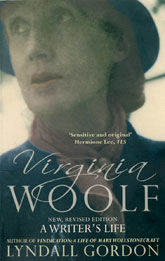 'Sensitive and original'
Hermione Lee, TLS
Virginia
WOOLF
NEW, REVISED EDITION
A WRITER'S LIFE
AUTHOR OF VINDICATION: A LIFE OF MARY WOLLSTONECRAFT
LYNDALL GORDON